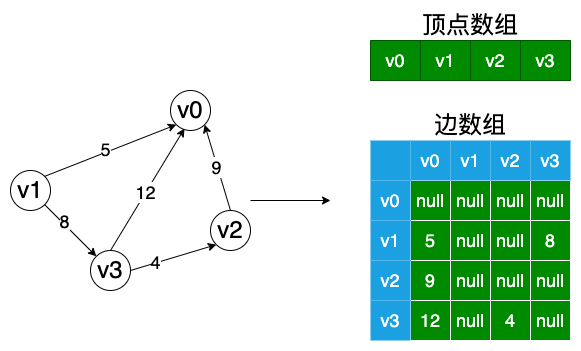 顶点数组
v0 v1 v2 v3
v0
5
12
9
v1
8
v2
v3
4
边数组
v0 v1 v2 v3
v0 null null null null
v1 5 null null 8
v2 9 null null null
v3 12 null 4 null